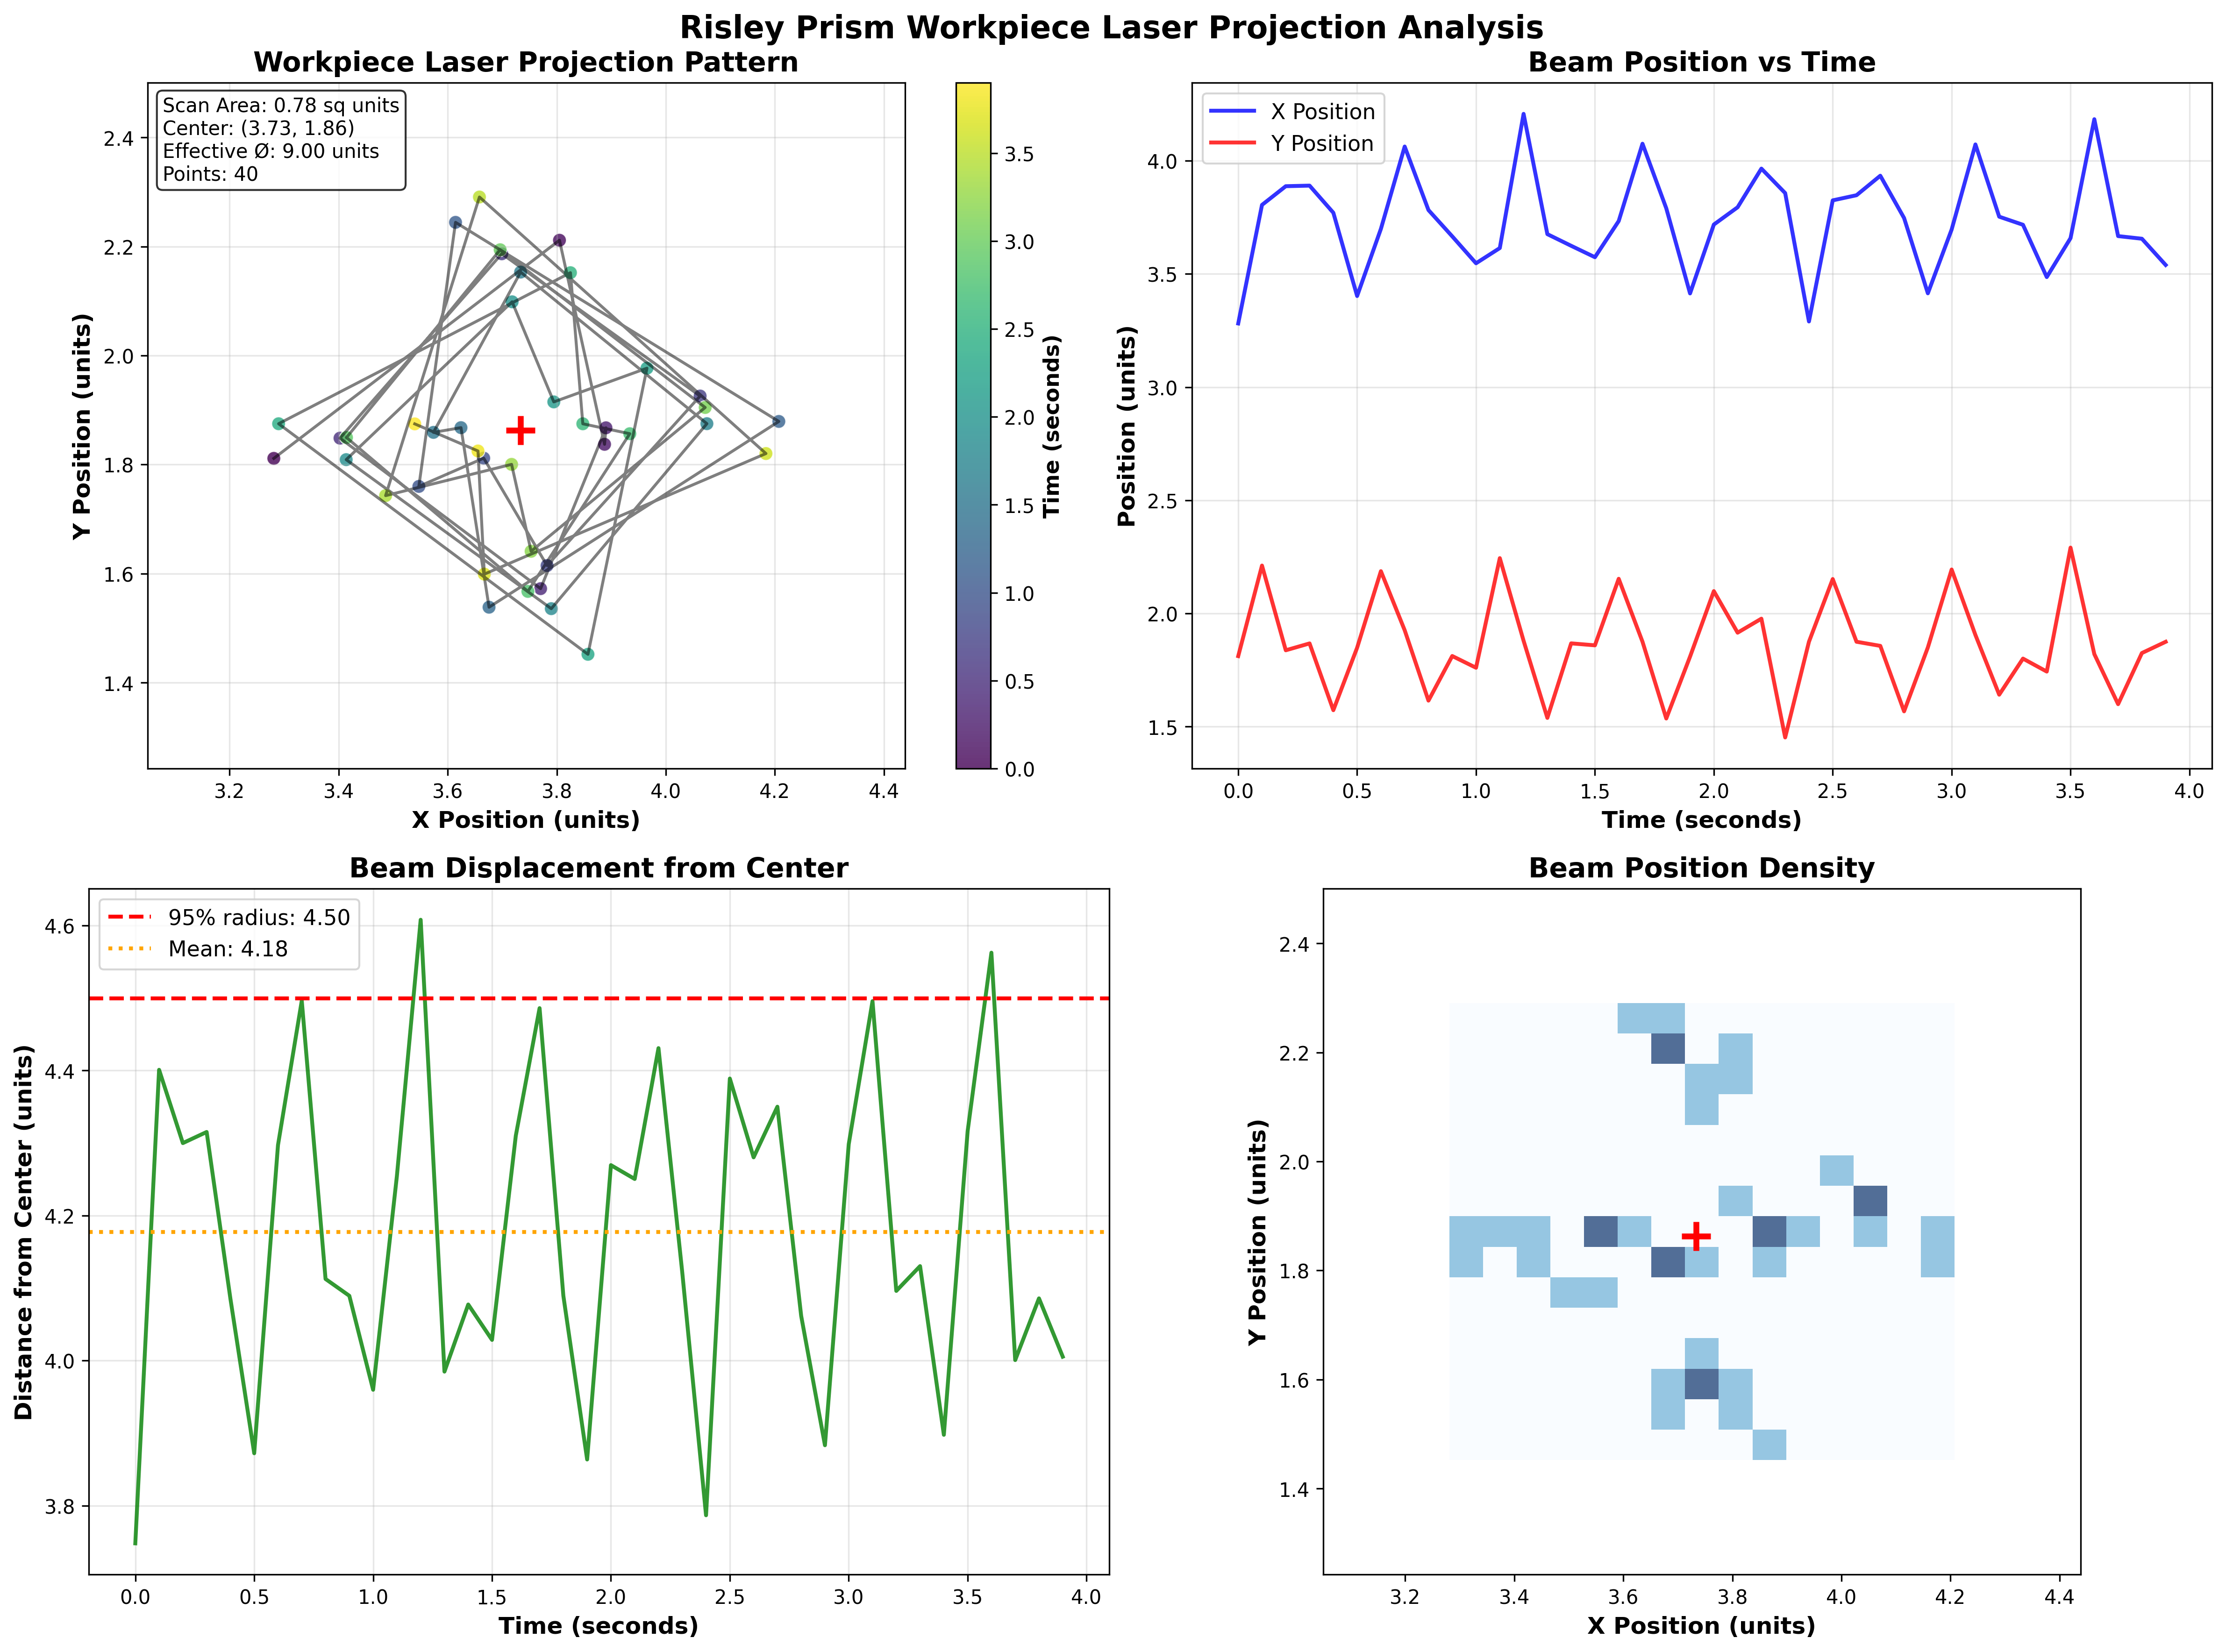 Risley Prism Workpiece Laser Projection Analysis
Workpiece Laser Projection Pattern
Scan Area: 0.78 sq units
Center: (3.73, 1.86)
Effective Ø: 9.00 units
Points: 40
2.4
2.2
2.0
1.8
1.6
1.4
Y Position (units)
3.2
3.4
3.6
3.8
4.0
4.2
4.4
X Position (units)
3.5
3.0
2.5
2.0
1.5
1.0
0.5
0.0
Time (seconds)
Beam Position vs Time
X Position
Y Position
4.0
3.5
3.0
2.5
2.0
1.5
Position (units)
0.0
0.5
1.0
1.5
2.0
2.5
3.0
3.5
4.0
Time (seconds)
Beam Displacement from Center
95% radius: 4.50
Mean: 4.18
4.6
4.4
4.2
4.0
3.8
Distance from Center (units)
0.0
0.5
1.0
1.5
2.0
2.5
3.0
3.5
4.0
Time (seconds)
Beam Position Density
2.4
2.2
2.0
1.8
1.6
1.4
Y Position (units)
3.2
3.4
3.6
3.8
4.0
4.2
4.4
X Position (units)